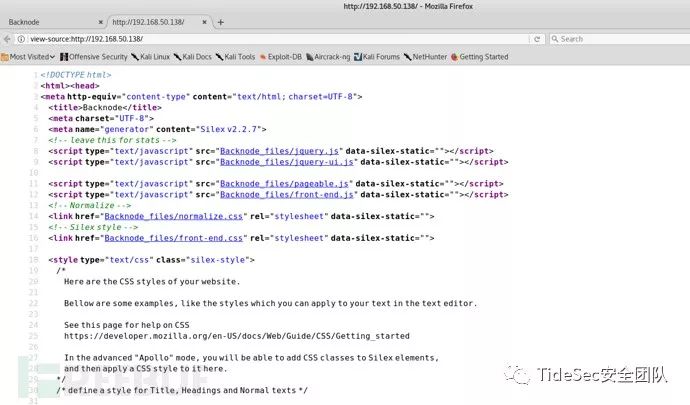 http://192.168.50.138/ - Mozilla Firefox
Backnode × http://192.168.50.138/ ×
view-source:http://192.168.50.138/ Search
Most Visited Offensive Security Kali Linux Kali Docs Kali Tools Exploit-DB Aircrack-ng Kali Forums NetHunter Getting Started
1 <!DOCTYPE html>
2 <html><head>
3 <meta http-equiv="content-type" content="text/html; charset=UTF-8">
4 <title>Backnode</title>
5 <meta charset="UTF-8">
6 <meta name="generator" content="Silex v2.2.7">
7 <!-- leave this for stats -->
8 <script type="text/javascript" src="Backnode_files/jquery.js" data-silex-static=""></script>
9 <script type="text/javascript" src="Backnode_files/jquery-ui.js" data-silex-static=""></script>
10
11 <script type="text/javascript" src="Backnode_files/pageable.js" data-silex-static=""></script>
12 <script type="text/javascript" src="Backnode_files/front-end.js" data-silex-static=""></script>
13 <!-- Normalize -->
14 <link href="Backnode_files/normalize.css" rel="stylesheet" data-silex-static="">
15 <!-- Silex style -->
16 <link href="Backnode_files/front-end.css" rel="stylesheet" data-silex-static="">
17
18 <style type="text/css" class="silex-style">
19 /*
20 Here are the CSS styles of your website.
21
22 Bellow are some examples, like the styles which you can apply to your text in the text editor.
23
24 See this page for help on CSS
25 https://developer.mozilla.org/en-US/docs/Web/Guide/CSS/Getting_started
26
27 In the advanced "Apollo" mode, you will be able to add CSS classes to Silex elements,
28 and then apply a CSS style to it here.
29 */
30 /* define a style for Title, Headings and Normal texts */
31
FREEBUF
TideSec安全团队